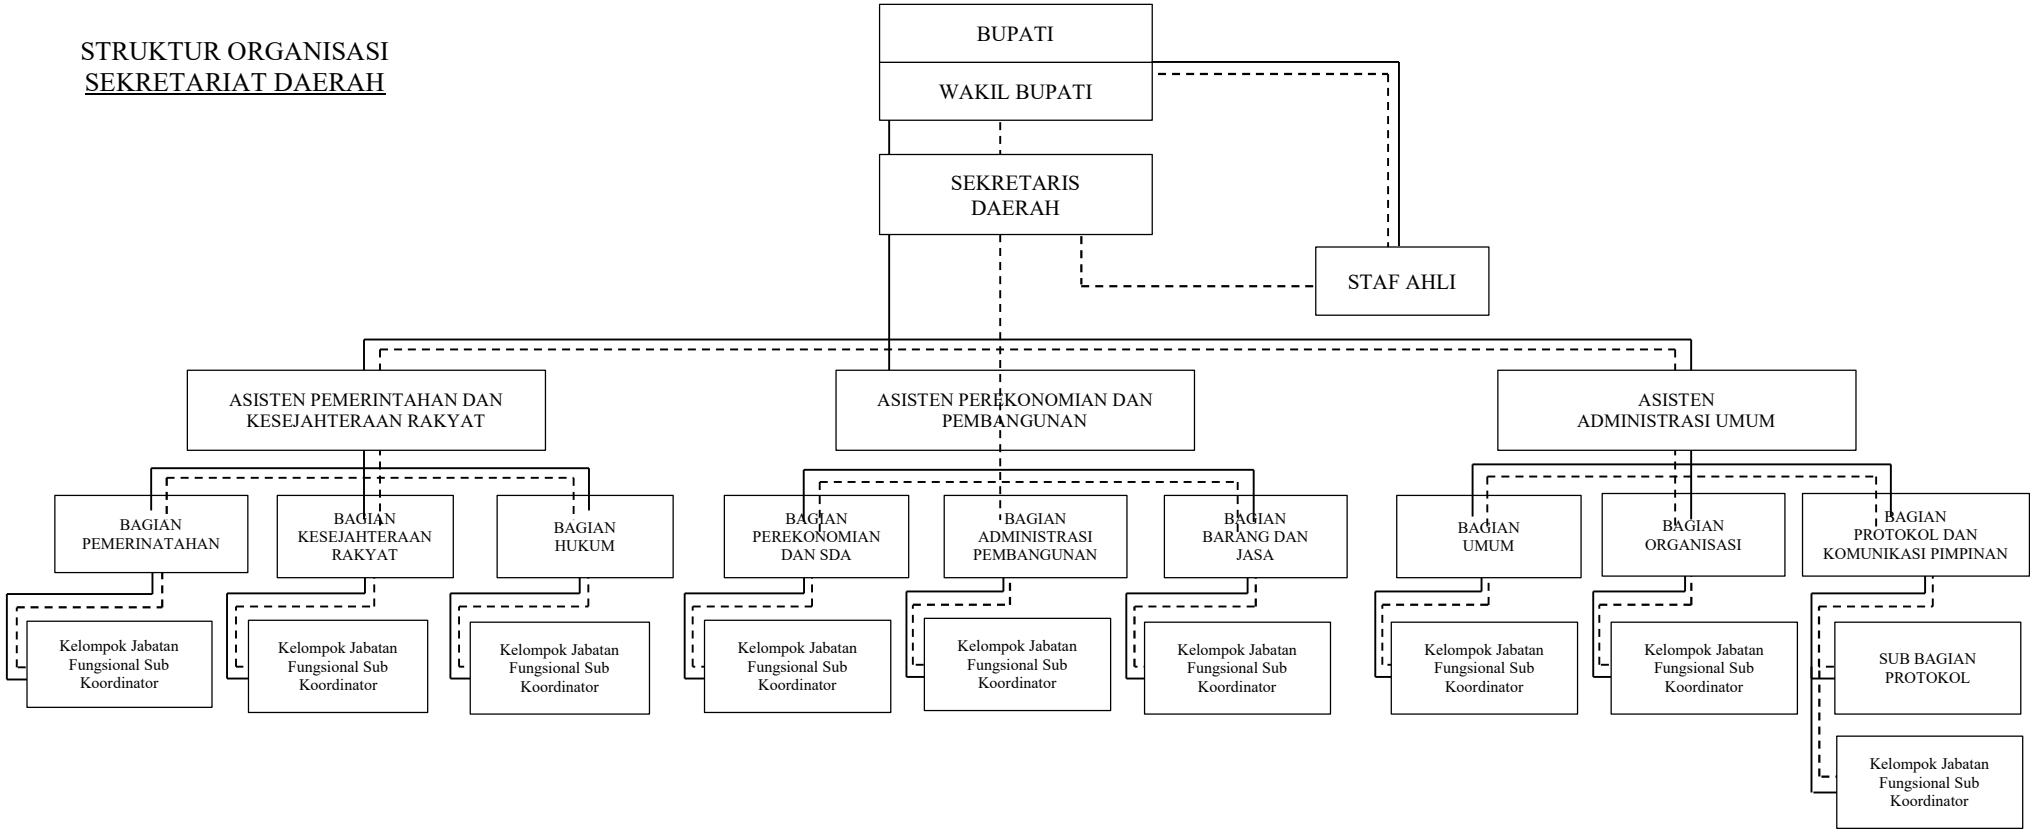 STRUKTUR ORGANISASI
SEKRETARIAT DAERAH
BUPATI
WAKIL BUPATI
SEKRETARIS
DAERAH
STAF AHLI
ASISTEN PEMERINTAHAN DAN
KESEJAHTERAAN RAKYAT
ASISTEN PEREKONOMIAN DAN
PEMBANGUNAN
ASISTEN
ADMINISTRASI UMUM
BAGIAN
PEMERINATAHAN
BAGIAN
KESEJAHTERAAN
RAKYAT
BAGIAN
HUKUM
BAGIAN
PEREKONOMIAN
DAN SDA
BAGIAN
ADMINISTRASI
PEMBANGUNAN
BAGIAN
BARANG DAN
JASA
BAGIAN
UMUM
BAGIAN
ORGANISASI
BAGIAN
PROTOKOL DAN
KOMUNIKASI PIMPINAN
Kelompok Jabatan
Fungsional Sub
Koordinator
Kelompok Jabatan
Fungsional Sub
Koordinator
Kelompok Jabatan
Fungsional Sub
Koordinator
Kelompok Jabatan
Fungsional Sub
Koordinator
Kelompok Jabatan
Fungsional Sub
Koordinator
Kelompok Jabatan
Fungsional Sub
Koordinator
Kelompok Jabatan
Fungsional Sub
Koordinator
Kelompok Jabatan
Fungsional Sub
Koordinator
SUB BAGIAN
PROTOKOL
Kelompok Jabatan
Fungsional Sub
Koordinator